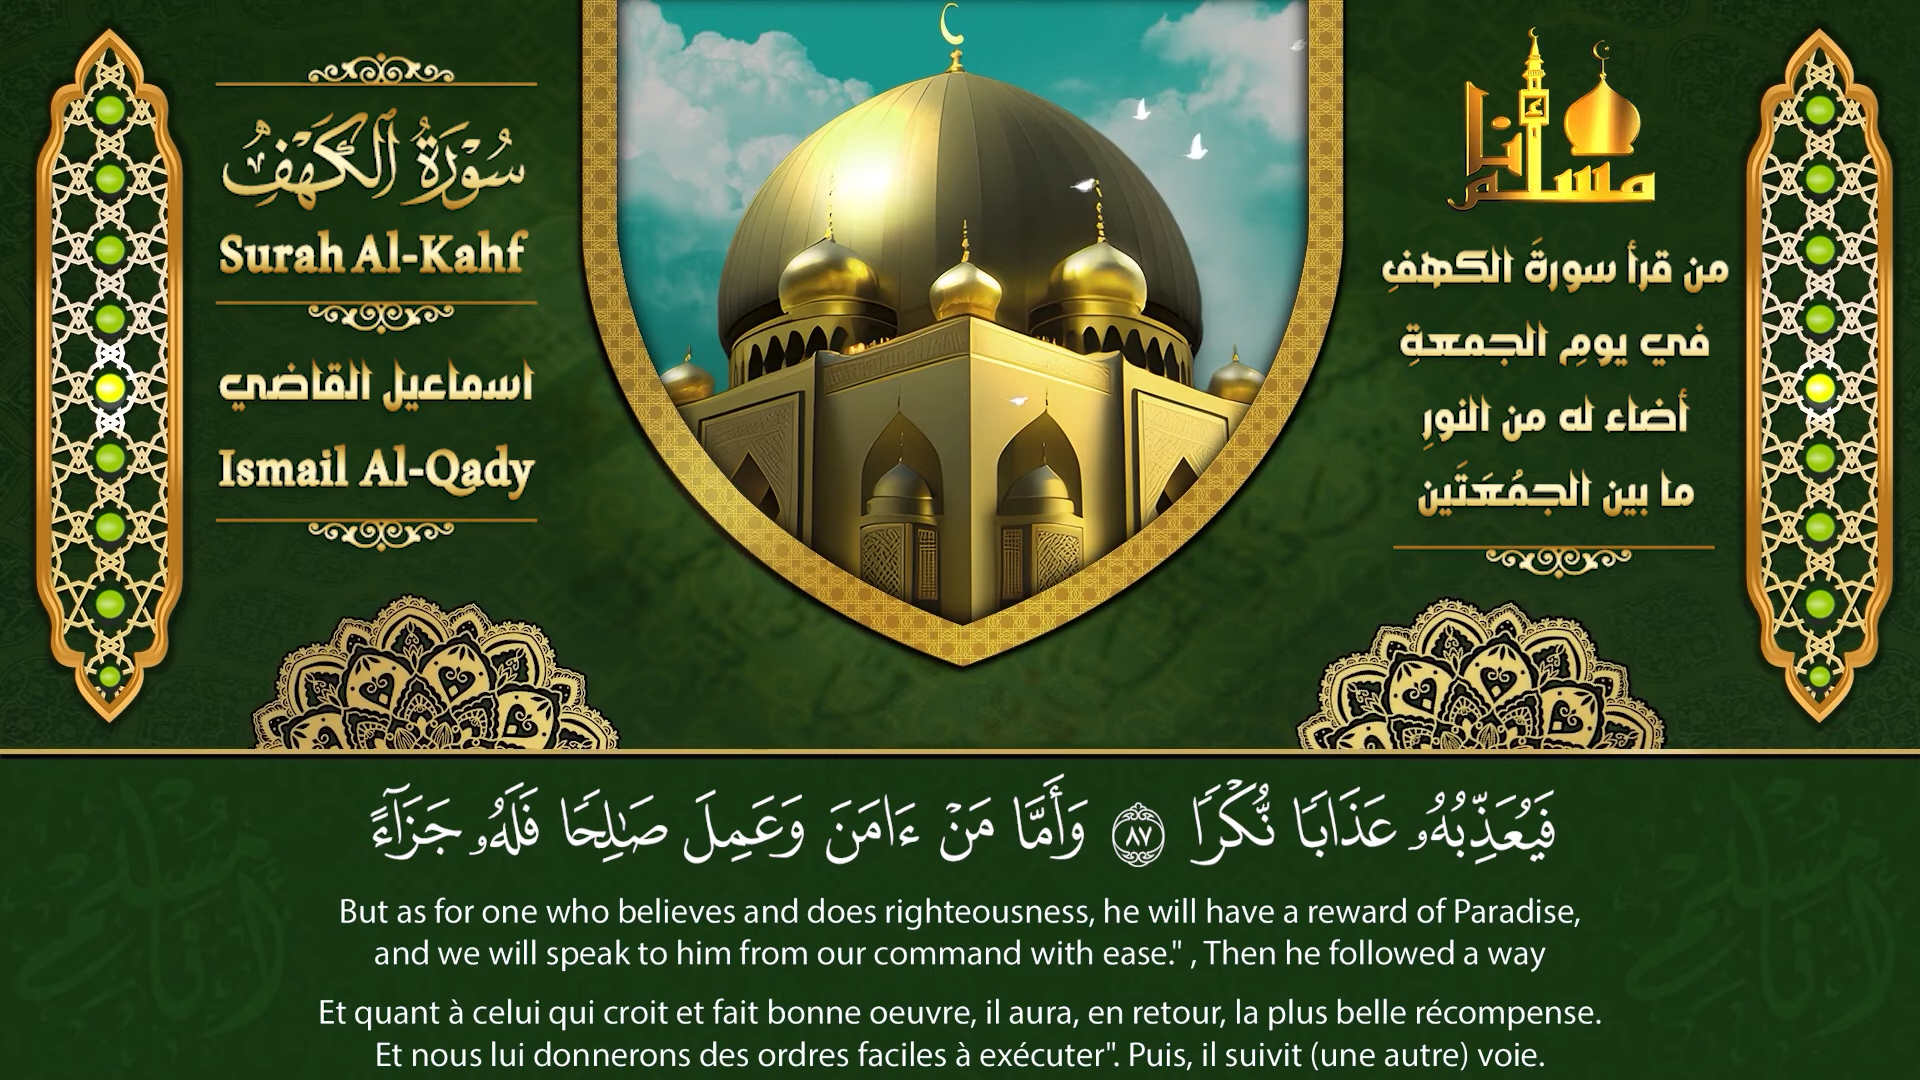 سُورَةُ ٱلْكَهْفِ
Surah Al-Kahf
اسماعيل القاضي
Ismail Al-Qady
أنا
مسلم
من قرأ سورةَ الكهفِ
في يومِ الجمعةِ
أضاء له من النورِ
ما بين الجمُعَتَين
فَيُعَذِّبُهُۥ عَذَابٗا نُّكۡرٗا ٨٧ وَأَمَّا مَنۡ ءَامَنَ وَعَمِلَ صَٰلِحٗا فَلَهُۥ جَزَآءً
But as for one who believes and does righteousness, he will have a reward of Paradise,
and we will speak to him from our command with ease." , Then he followed a way
Et quant à celui qui croit et fait bonne oeuvre, il aura, en retour, la plus belle récompense.
Et nous lui donnerons des ordres faciles à exécuter". Puis, il suivit (une autre) voie.